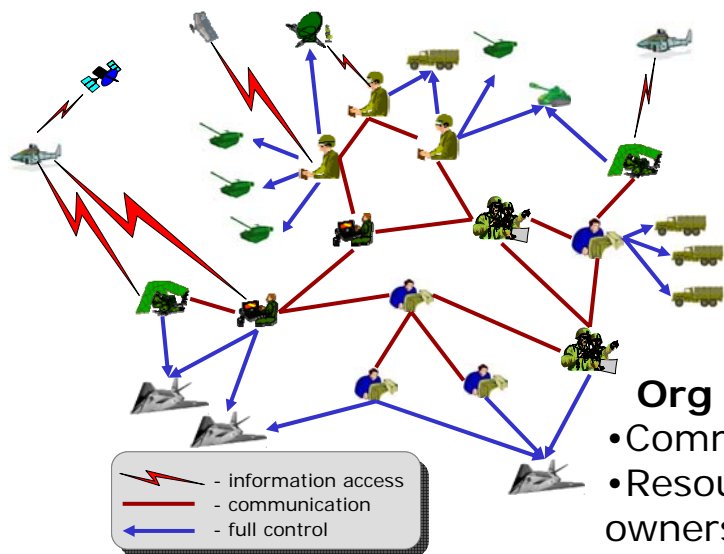 Org
•Comm
•Resou
owners
- information access
- communication
- full control